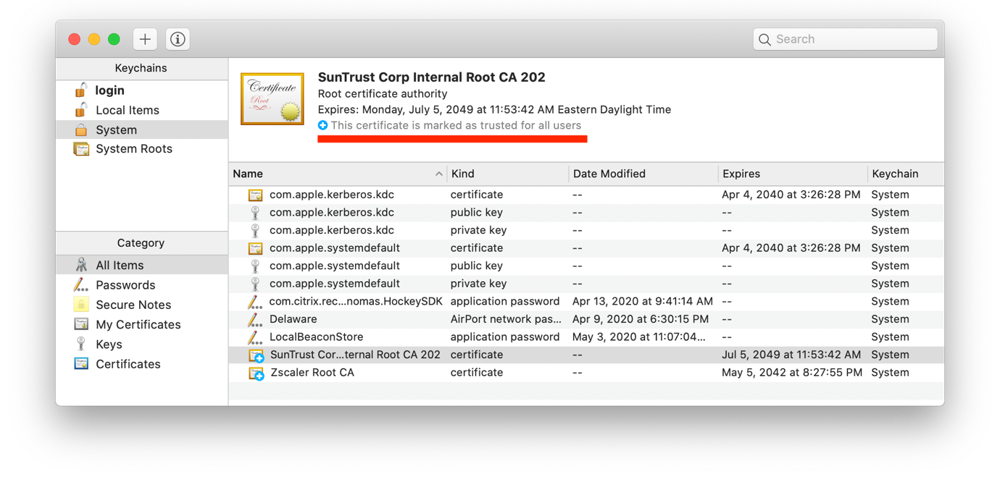 Search
Keychains
login
Local Items
System
System Roots
Category
All Items
Passwords
Secure Notes
My Certificates
Keys
Certificates
Certificate
Root
SunTrust Corp Internal Root CA 202
Root certificate authority
Expires: Monday, July 5, 2049 at 11:53:42 AM Eastern Daylight Time
This certificate is marked as trusted for all users
Name Kind Date Modified Expires Keychain
com.apple.kerberos.kdc certificate -- Apr 4, 2040 at 3:26:28 PM System
com.apple.kerberos.kdc public key -- -- System
com.apple.kerberos.kdc private key -- -- System
com.apple.systemdefault certificate -- Apr 4, 2040 at 3:26:28 PM System
com.apple.systemdefault public key -- -- System
com.apple.systemdefault private key -- -- System
com.citrix.rec...nomas.HockeySDK application password Apr 13, 2020 at 9:41:14 AM -- System
Delaware AirPort network pas... Apr 9, 2020 at 6:30:15 PM -- System
LocalBeaconStore application password May 3, 2020 at 11:07:04... -- System
SunTrust Cor...ternal Root CA 202 certificate -- Jul 5, 2049 at 11:53:42 AM System
Zscaler Root CA certificate -- May 5, 2042 at 8:27:55 PM System